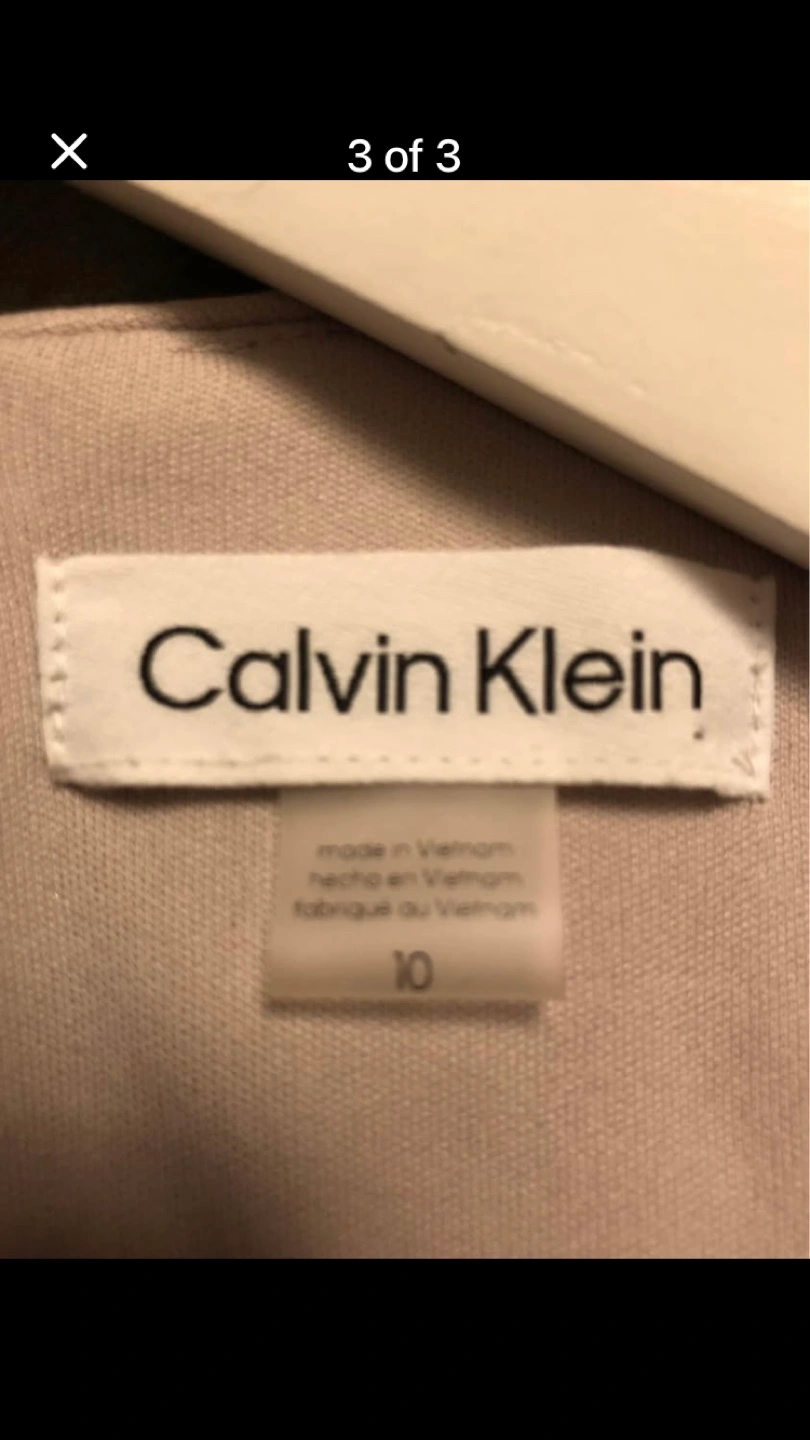 3 of 3
Calvin Klein
made in Vietnam
hecho en Vietnam
fabriqué au Vietnam
10